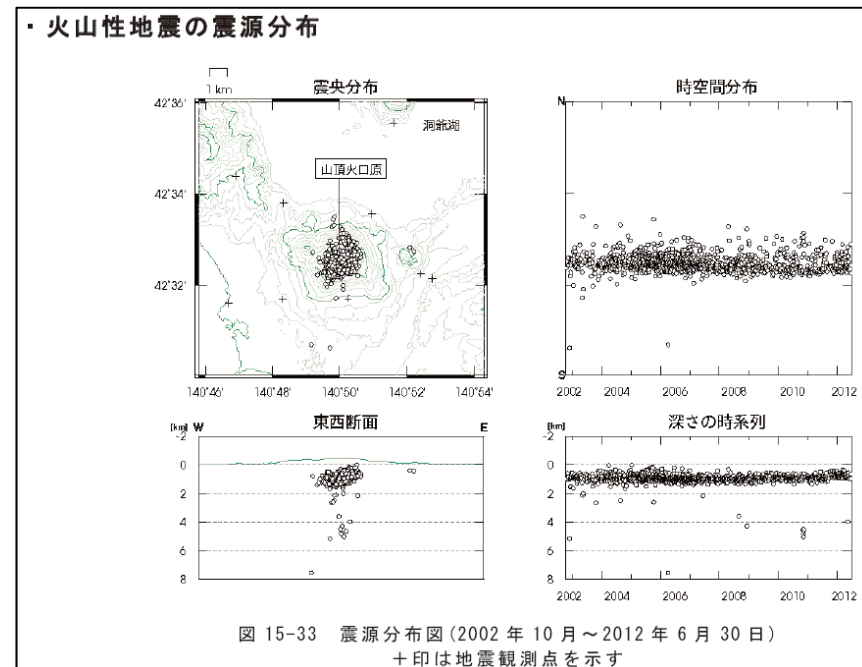 ・火山性地震の震源分布
1 km
震央分布
時空間分布
42°36'
42°34'
42°32'
洞爺湖
山頂火口原
140°46' 140°48' 140°50' 140°52' 140°54'
N
S
2002 2004 2006 2008 2010 2012
東西断面
深さの時系列
[km] W E
-2
0
2
4
6
8
[km]
-2
0
2
4
6
8
2002 2004 2006 2008 2010 2012
図 15-33 震源分布図(2002 年 10 月～2012 年 6 月 30 日)
＋印は地震観測点を示す